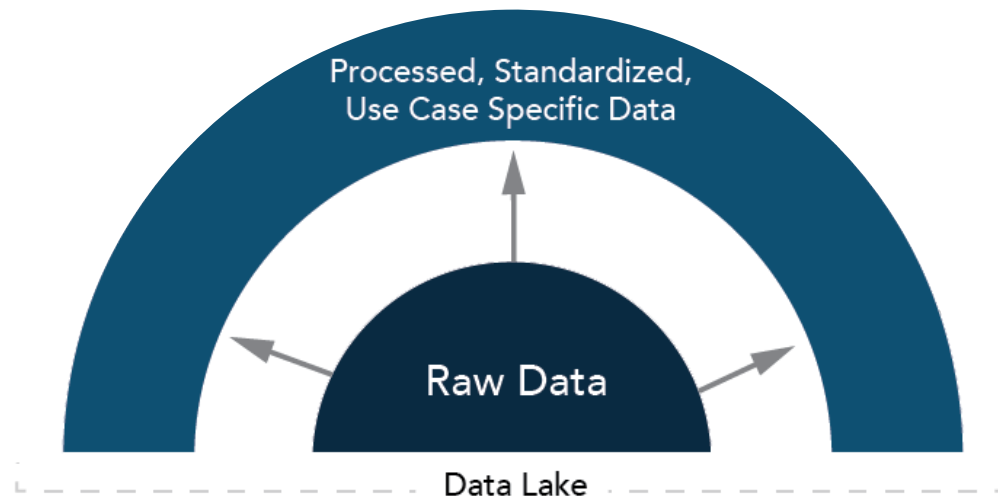 Processed, Standardized,
Use Case Specific Data
Raw Data
Data Lake